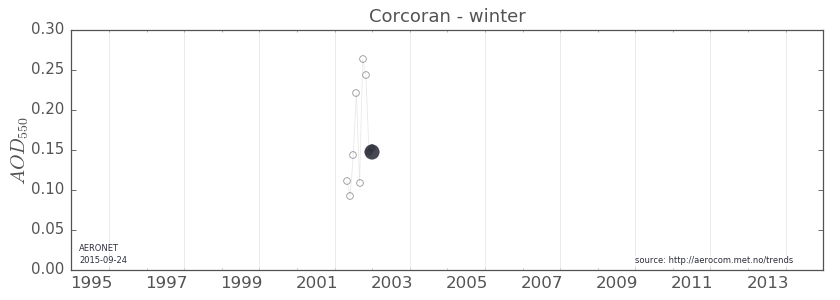 Corcoran - winter
0.30
0.25
0.20
0.15
0.10
0.05
0.00
AOD550
AERONET
2015-09-24
source: http://aerocom.met.no/trends
1995 1997 1999 2001 2003 2005 2007 2009 2011 2013